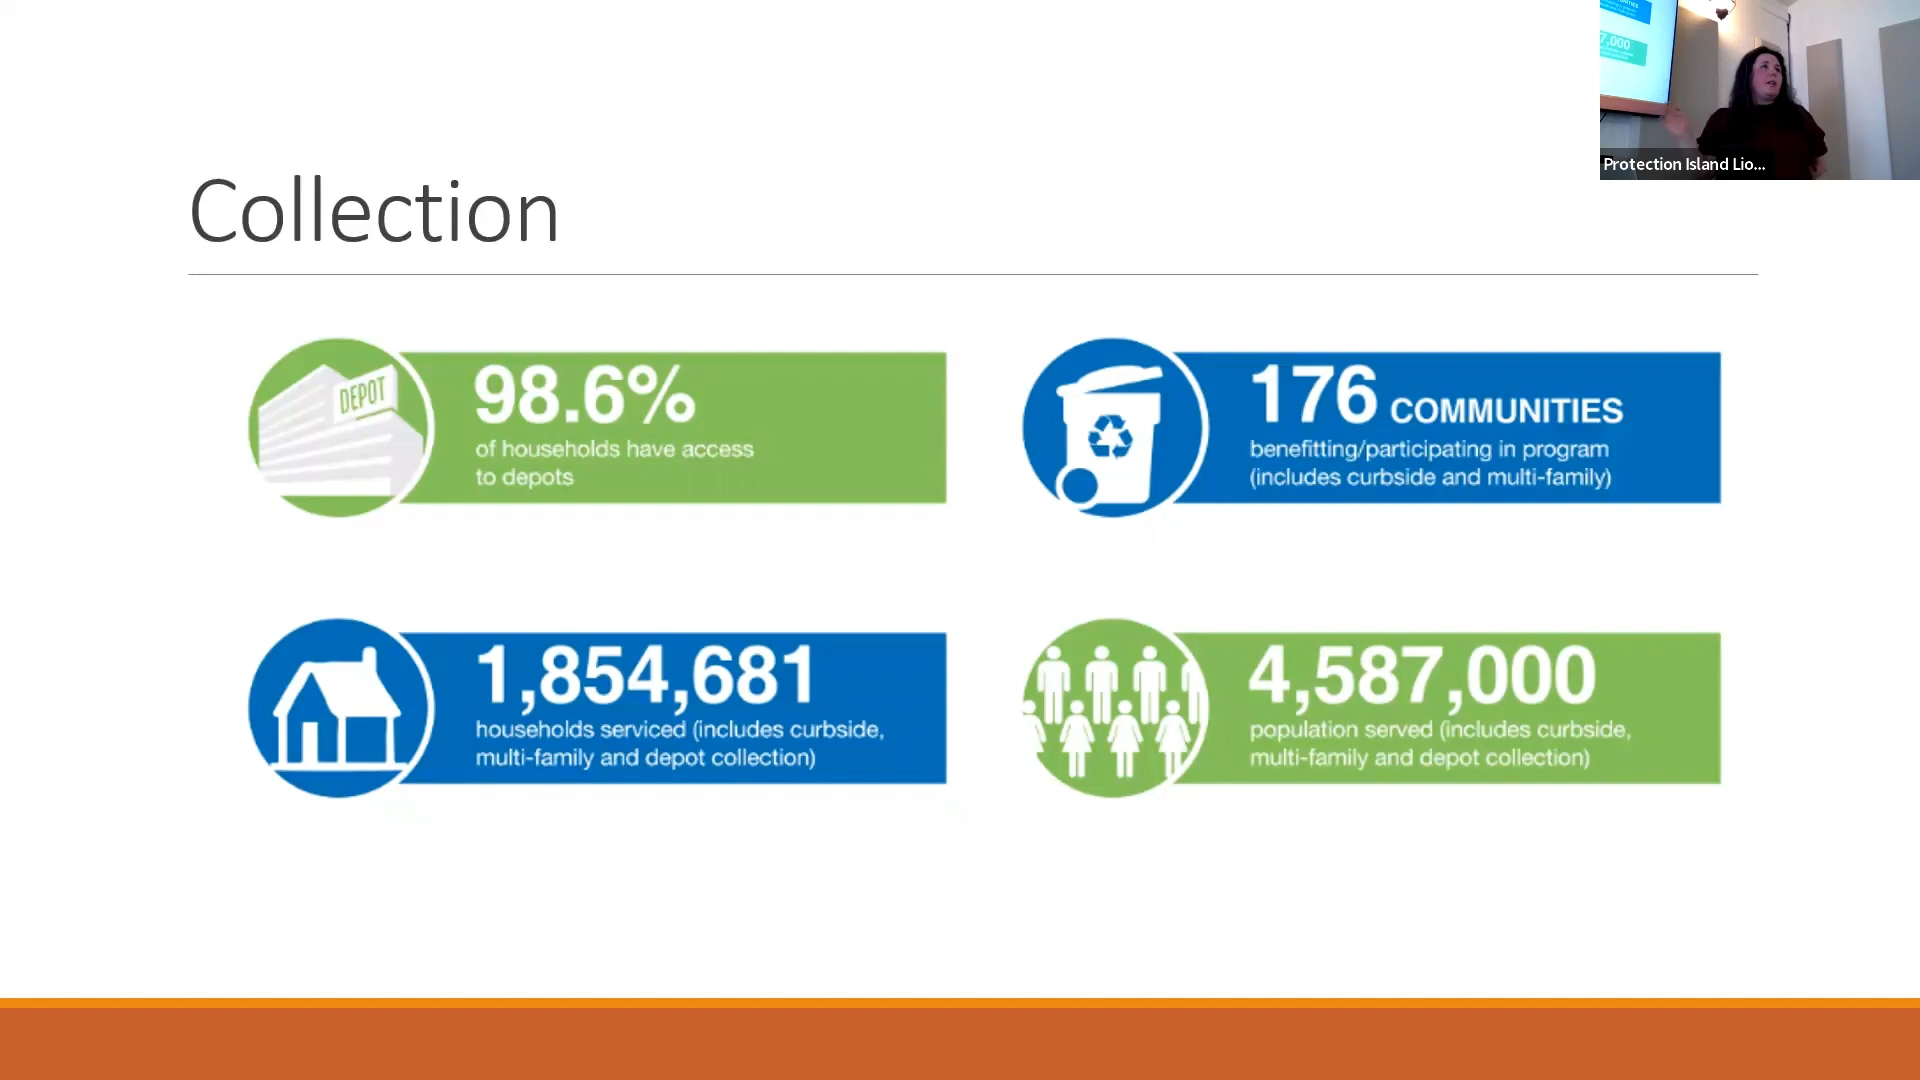 Collection
DEPOT
98.6%
of households have access
to depots
176 COMMUNITIES
benefitting/participating in program
(includes curbside and multi-family)
1,854,681
households serviced (includes curbside,
multi-family and depot collection)
4,587,000
population served (includes curbside,
multi-family and depot collection)
7,000
Protection Island Lio...